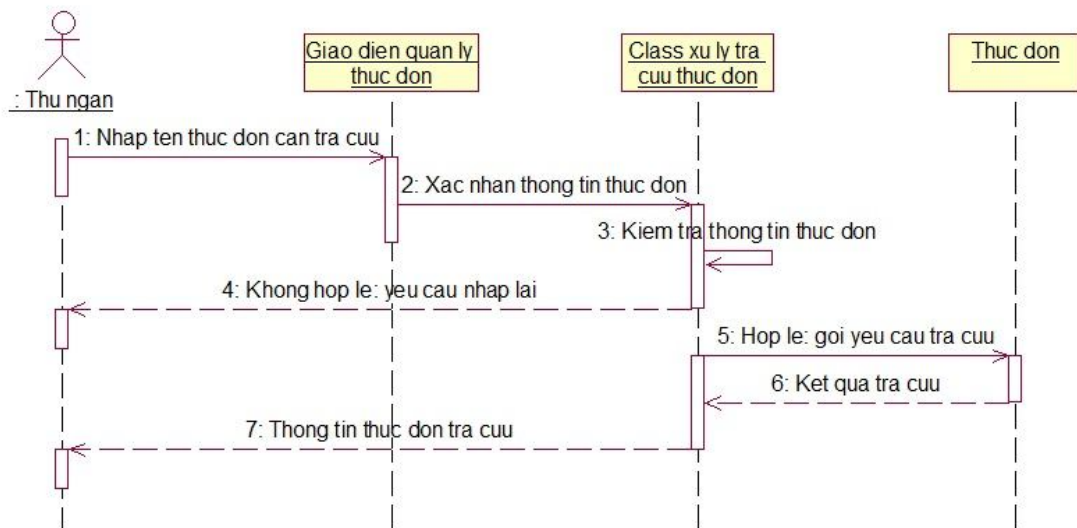 Giao dien quan ly
thuc don
Class xu ly tra
cuu thuc don
Thuc don
: Thu ngan
1: Nhap ten thuc don can tra cuu
2: Xac nhan thong tin thuc don
3: Kiem tra thong tin thuc don
4: Khong hop le: yeu cau nhap lai
5: Hop le: goi yeu cau tra cuu
6: Ket qua tra cuu
7: Thong tin thuc don tra cuu